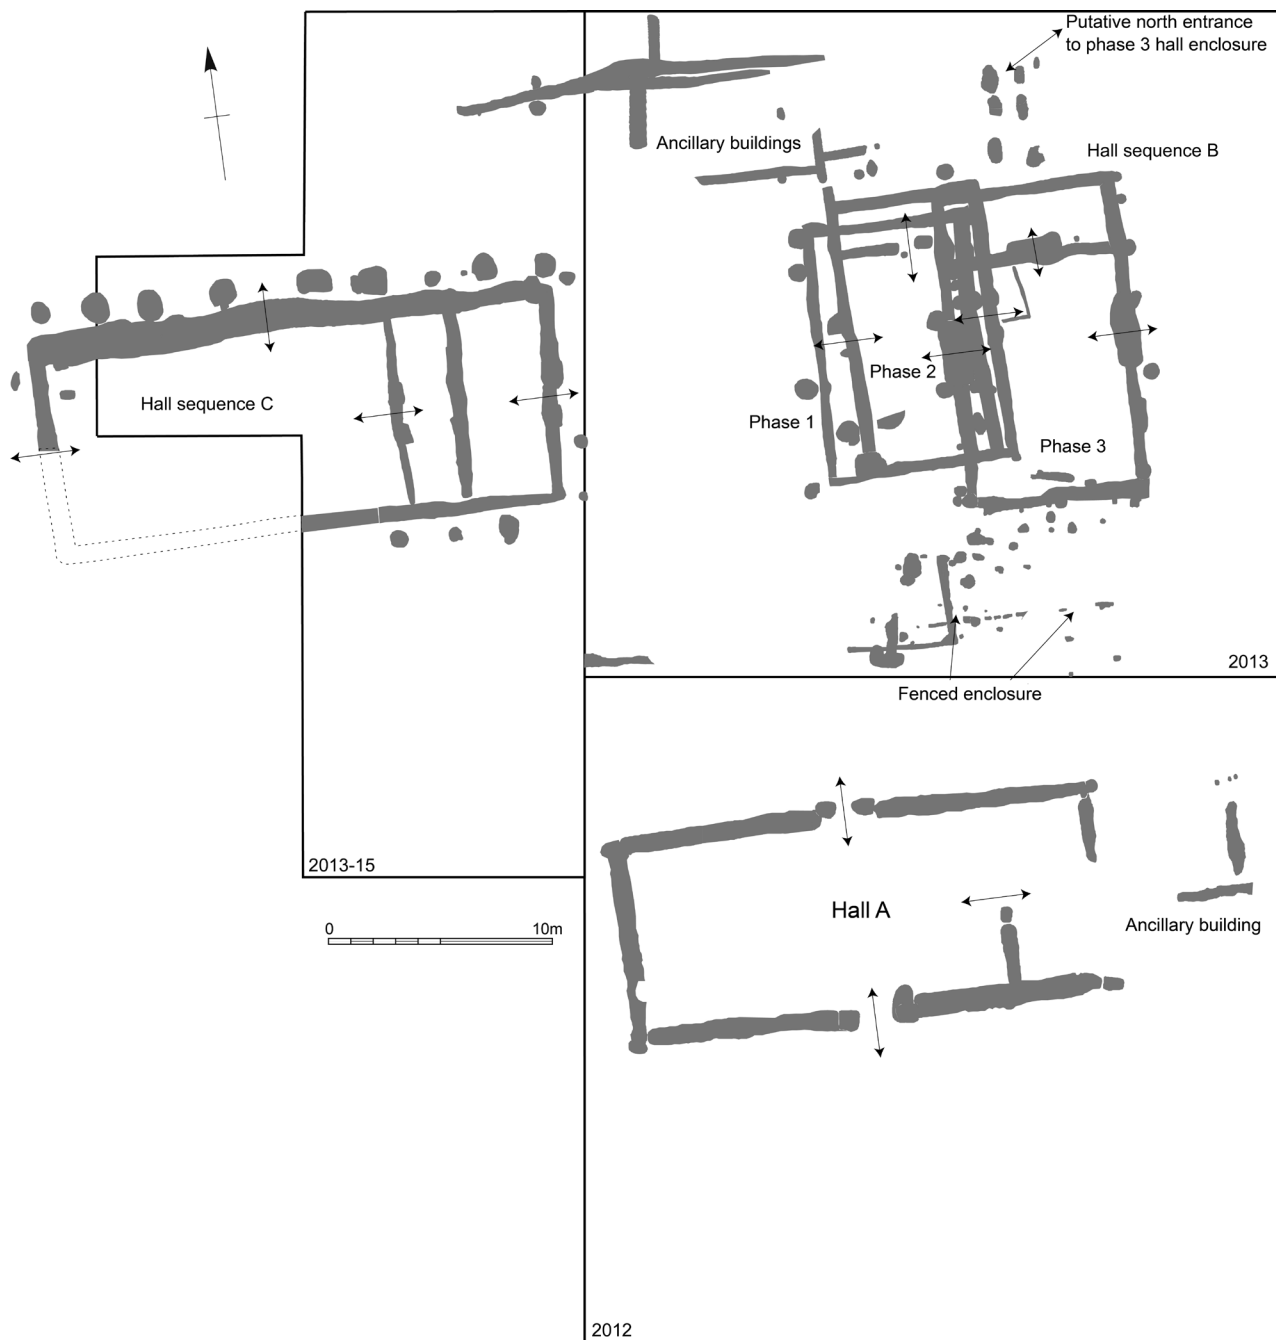 Putative north entrance
to phase 3 hall enclosure
Ancillary buildings
Hall sequence B
Phase 2
Hall sequence C
Phase 1
Phase 3
2013
Fenced enclosure
2013-15
Hall A
0 10m
Ancillary building
2012